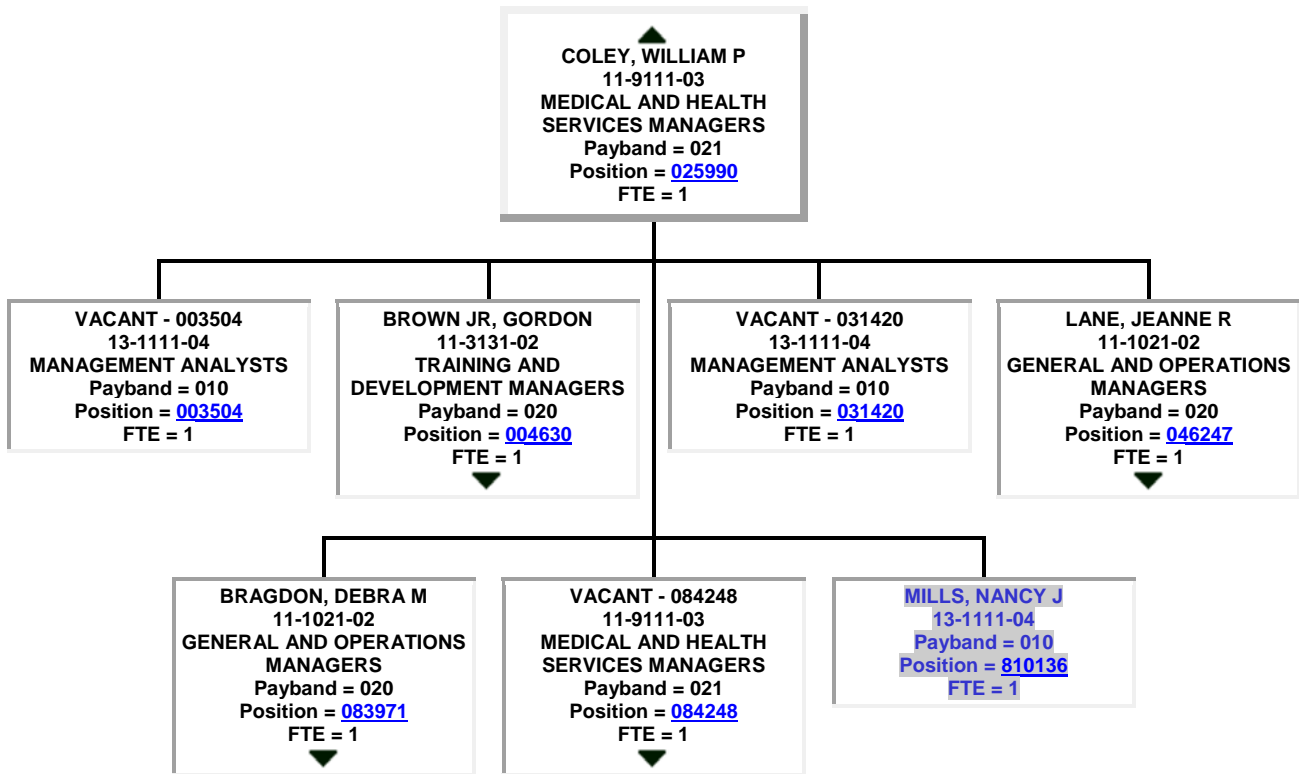 COLEY, WILLIAM P
11-9111-03
MEDICAL AND HEALTH
SERVICES MANAGERS
Payband = 021
Position = 025990
FTE = 1
VACANT - 003504
13-1111-04
MANAGEMENT ANALYSTS
Payband = 010
Position = 003504
FTE = 1
BROWN JR, GORDON
11-3131-02
TRAINING AND
DEVELOPMENT MANAGERS
Payband = 020
Position = 004630
FTE = 1
VACANT - 031420
13-1111-04
MANAGEMENT ANALYSTS
Payband = 010
Position = 031420
FTE = 1
LANE, JEANNE R
11-1021-02
GENERAL AND OPERATIONS
MANAGERS
Payband = 020
Position = 046247
FTE = 1
BRAGDON, DEBRA M
11-1021-02
GENERAL AND OPERATIONS
MANAGERS
Payband = 020
Position = 083971
FTE = 1
VACANT - 084248
11-9111-03
MEDICAL AND HEALTH
SERVICES MANAGERS
Payband = 021
Position = 084248
FTE = 1
MILLS, NANCY J
13-1111-04
Payband = 010
Position = 810136
FTE = 1